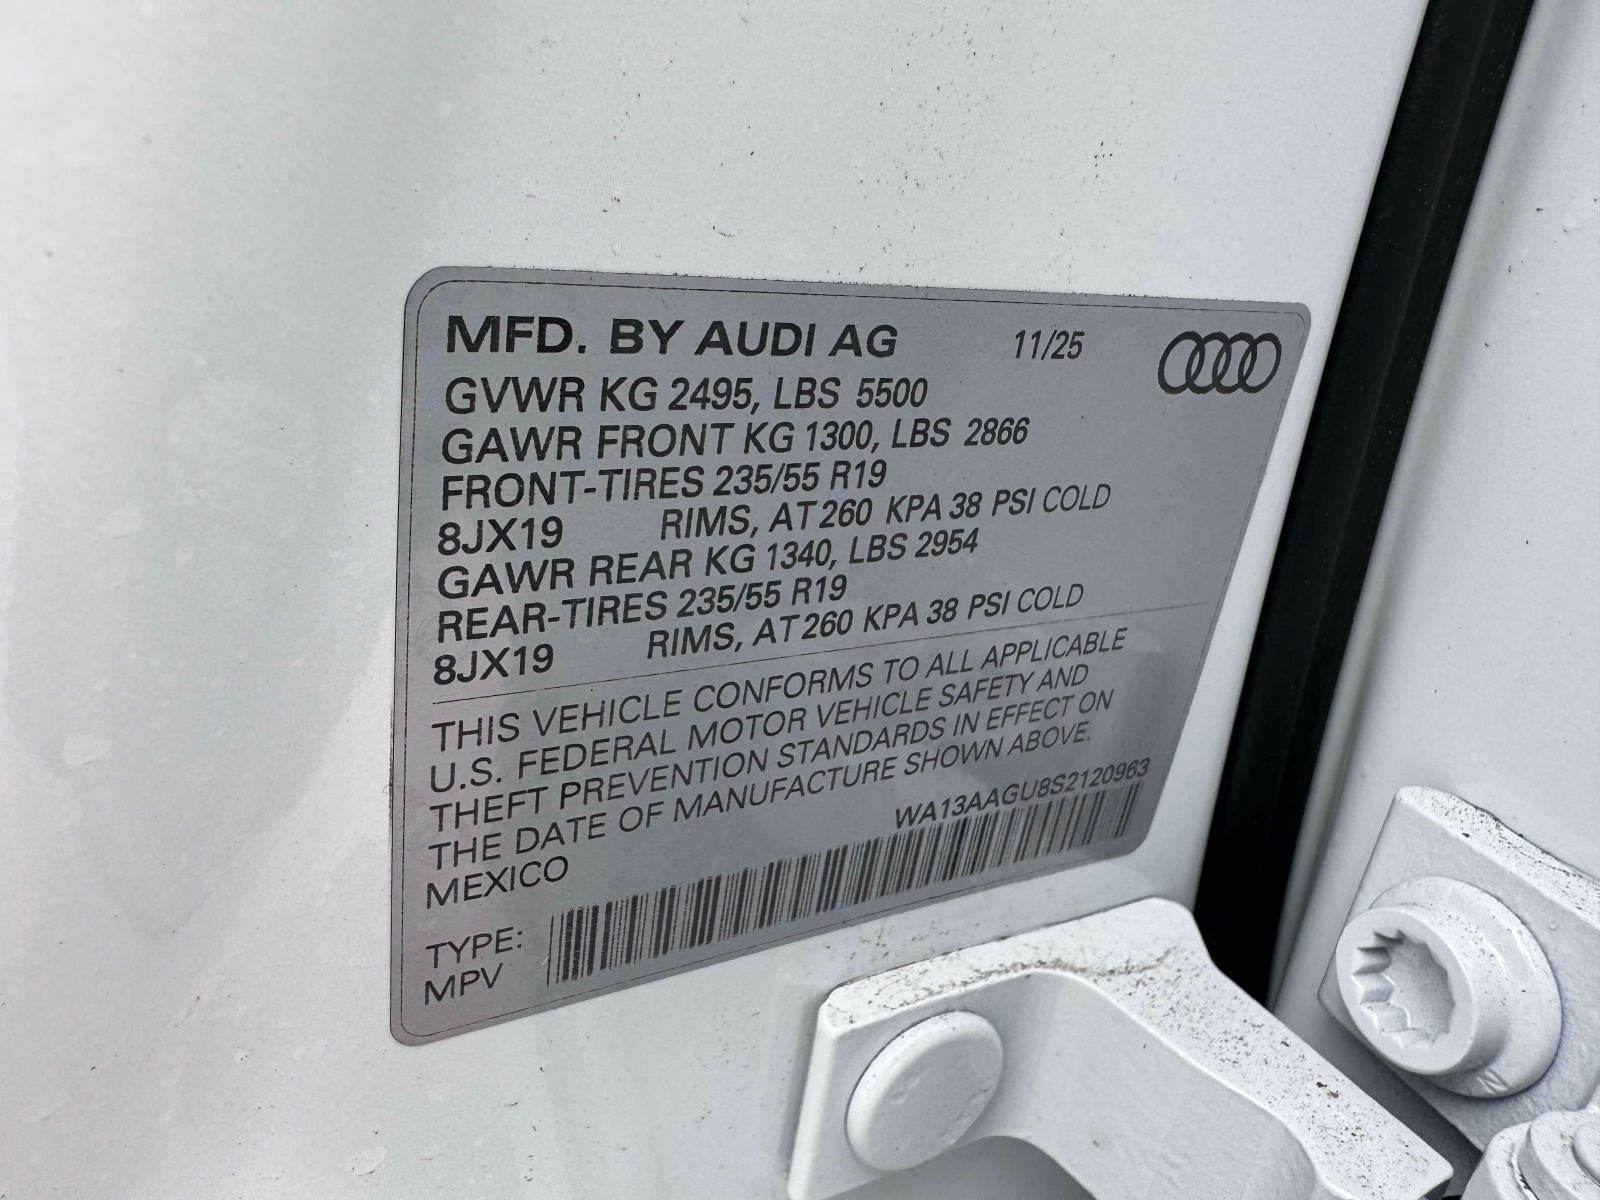 MFD. BY AUDI AG 11/25
GVWR KG 2495, LBS 5500
GAWR FRONT KG 1300, LBS 2866
FRONT-TIRES 235/55 R19
8JX19 RIMS, AT 260 KPA 38 PSI COLD
GAWR REAR KG 1340, LBS 2954
REAR-TIRES 235/55 R19
8JX19 RIMS, AT 260 KPA 38 PSI COLD
THIS VEHICLE CONFORMS TO ALL APPLICABLE
U.S. FEDERAL MOTOR VEHICLE SAFETY AND
THEFT PREVENTION STANDARDS IN EFFECT ON
THE DATE OF MANUFACTURE SHOWN ABOVE.
MEXICO
WA13AAGU8S2120963
TYPE:
MPV